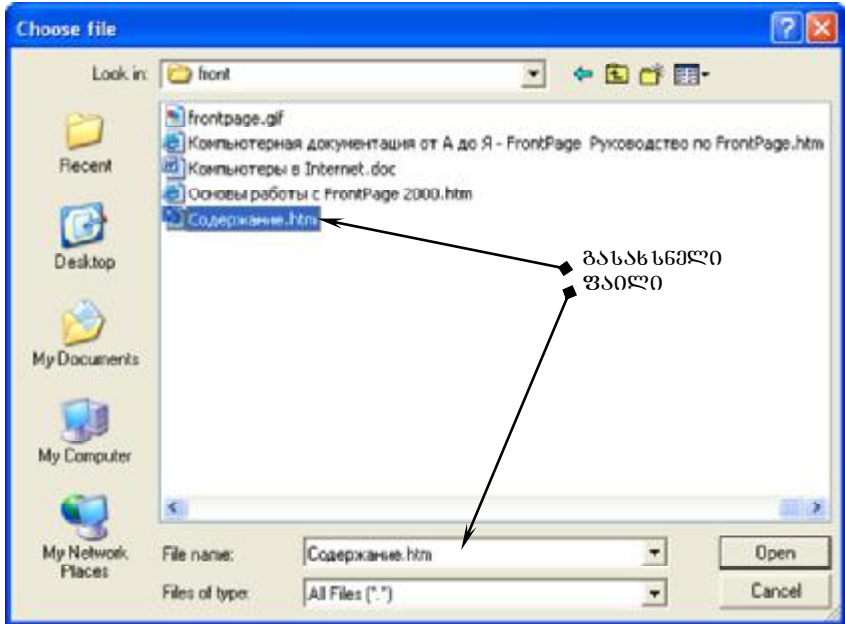 Choose file
Look in:
front
frontpage.gif
Компьютерная документация от А до Я - FrontPage Руководство по FrontPage.htm
Компьютеры в Internet.doc
Основы работы с FrontPage 2000.htm
Содержание.htm
გასახსნელი
ფაილი
Recent
Desktop
My Documents
My Computer
My Network
Places
File name:
Содержание.htm
Open
Files of type:
All Files (*.*)
Cancel